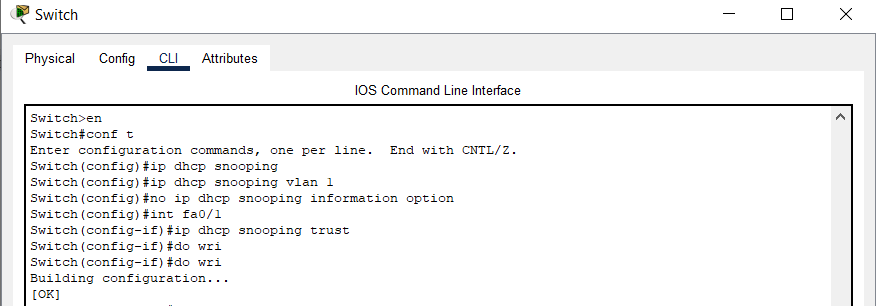 Switch
Physical Config CLI Attributes
IOS Command Line Interface
Switch>en
Switch#conf t
Enter configuration commands, one per line.  End with CNTL/Z.
Switch(config)#ip dhcp snooping
Switch(config)#ip dhcp snooping vlan 1
Switch(config)#no ip dhcp snooping information option
Switch(config)#int fa0/1
Switch(config-if)#ip dhcp snooping trust
Switch(config-if)#do wri
Switch(config-if)#do wri
Building configuration...
[OK]